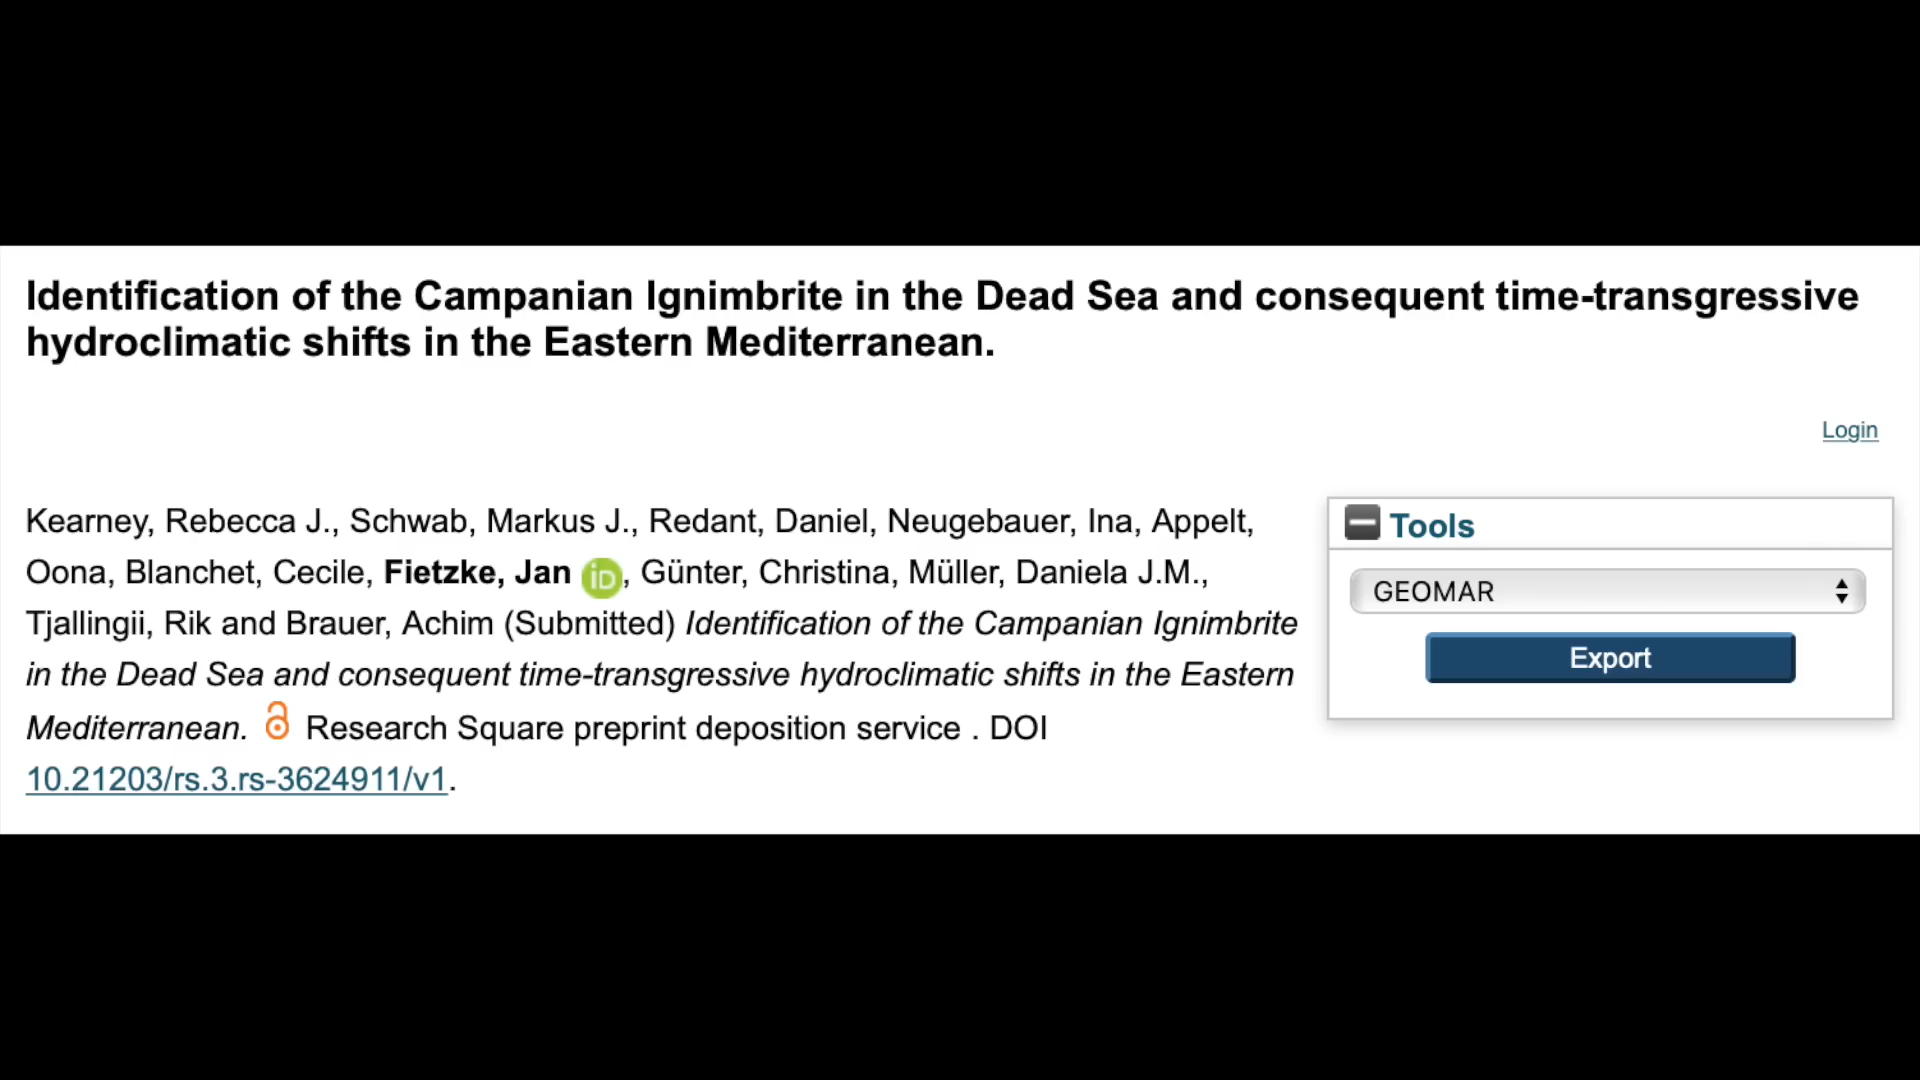 Identification of the Campanian Ignimbrite in the Dead Sea and consequent time-transgressive
hydroclimatic shifts in the Eastern Mediterranean.
Login
Kearney, Rebecca J., Schwab, Markus J., Redant, Daniel, Neugebauer, Ina, Appelt,
Oona, Blanchet, Cecile, Fietzke, Jan iD, Günter, Christina, Müller, Daniela J.M.,
Tjallingii, Rik and Brauer, Achim (Submitted) Identification of the Campanian Ignimbrite
in the Dead Sea and consequent time-transgressive hydroclimatic shifts in the Eastern
Mediterranean. Research Square preprint deposition service . DOI
10.21203/rs.3.rs-3624911/v1.
Tools
GEOMAR
Export